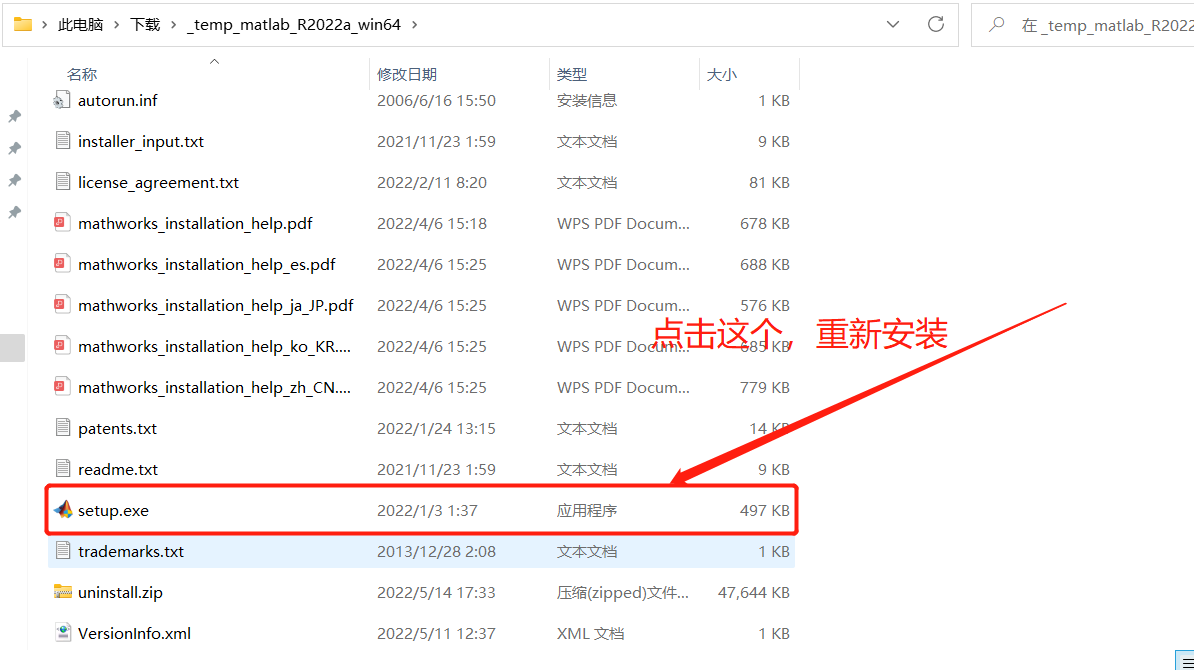 此电脑 > 下载 > _temp_matlab_R2022a_win64 >
在 _temp_matlab_R2022
名称 修改日期 类型 大小
autorun.inf 2006/6/16 15:50 安装信息 1 KB
installer_input.txt 2021/11/23 1:59 文本文档 9 KB
license_agreement.txt 2022/2/11 8:20 文本文档 81 KB
mathworks_installation_help.pdf 2022/4/6 15:18 WPS PDF Docum... 678 KB
mathworks_installation_help_es.pdf 2022/4/6 15:25 WPS PDF Docum... 688 KB
mathworks_installation_help_ja_JP.pdf 2022/4/6 15:25 WPS PDF Docum... 576 KB
点击这个，重新安装
mathworks_installation_help_ko_KR.... 2022/4/6 15:25 WPS PDF Docum... 685 KB
mathworks_installation_help_zh_CN.... 2022/4/6 15:25 WPS PDF Docum... 779 KB
patents.txt 2022/1/24 13:15 文本文档 14 KB
readme.txt 2021/11/23 1:59 文本文档 9 KB
setup.exe 2022/1/3 1:37 应用程序 497 KB
trademarks.txt 2013/12/28 2:08 文本文档 1 KB
uninstall.zip 2022/5/14 17:33 压缩(zipped)文件... 47,644 KB
VersionInfo.xml 2022/5/11 12:37 XML 文档 1 KB